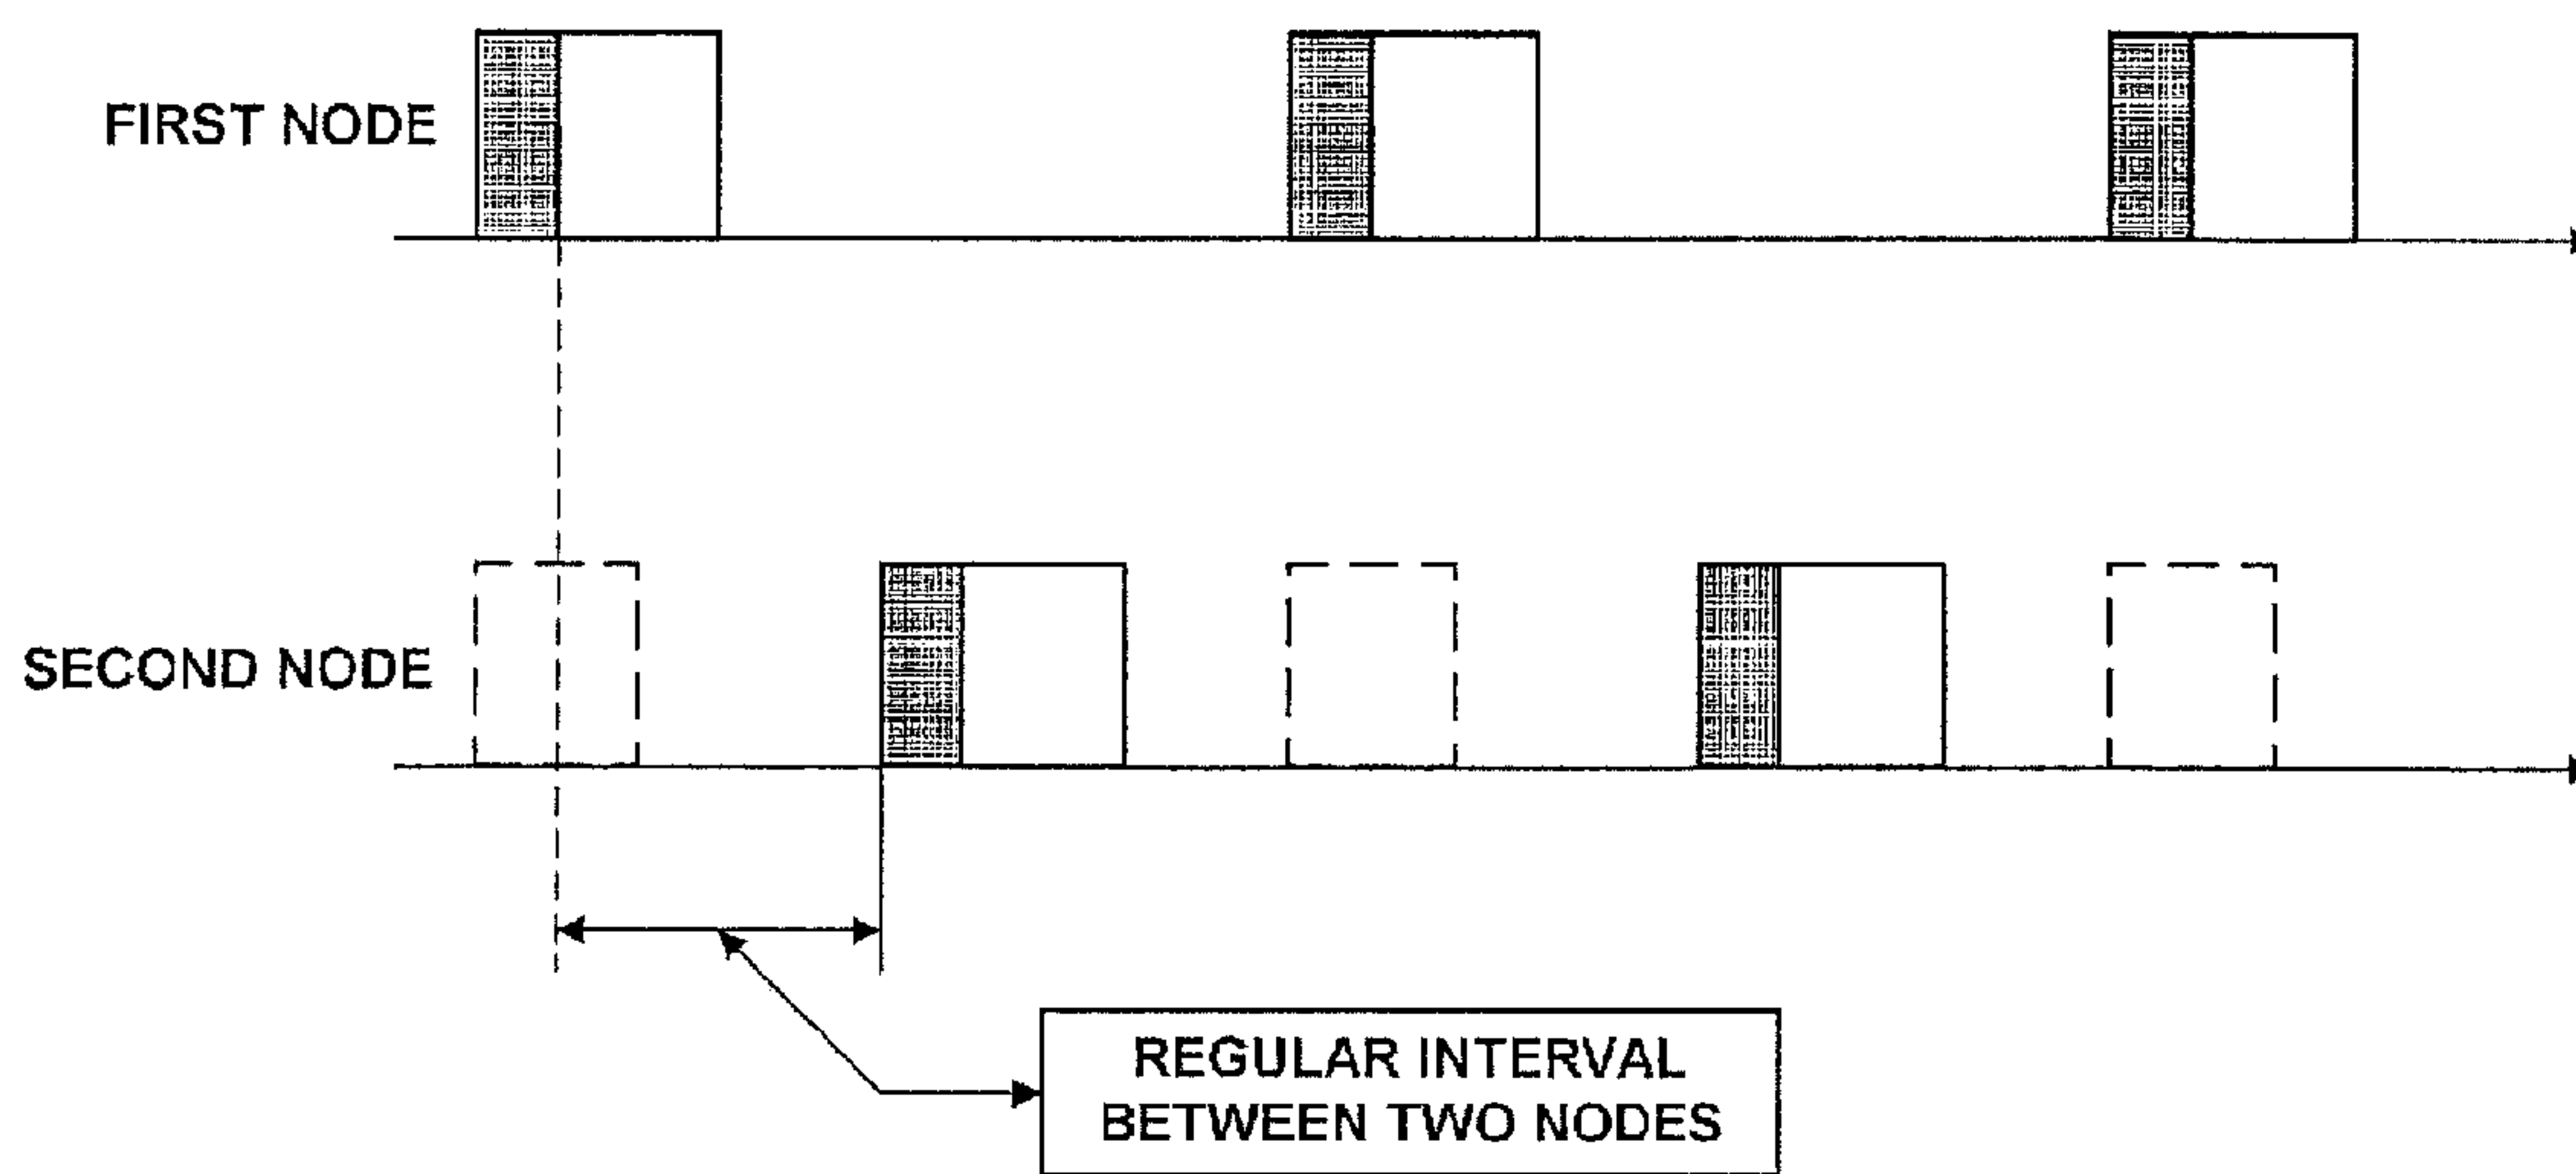 FIRST NODE
SECOND NODE
REGULAR INTERVAL
BETWEEN TWO NODES